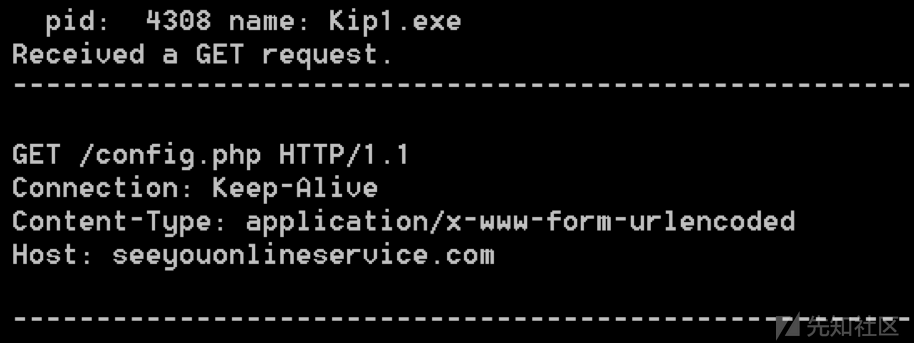 pid:  4308 name: Kip1.exe
Received a GET request.
------------------------------------------------------
GET /config.php HTTP/1.1
Connection: Keep-Alive
Content-Type: application/x-www-form-urlencoded
Host: seeyouonlineservice.com
------------------------------------------------------
先知社区